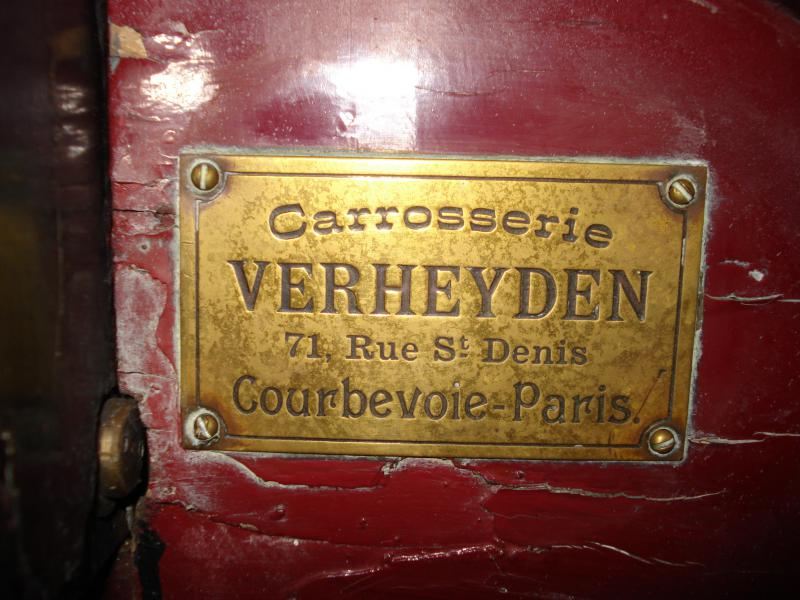 Carrosserie
VERHEYDEN
71, Rue St Denis
Courbevoie-Paris.